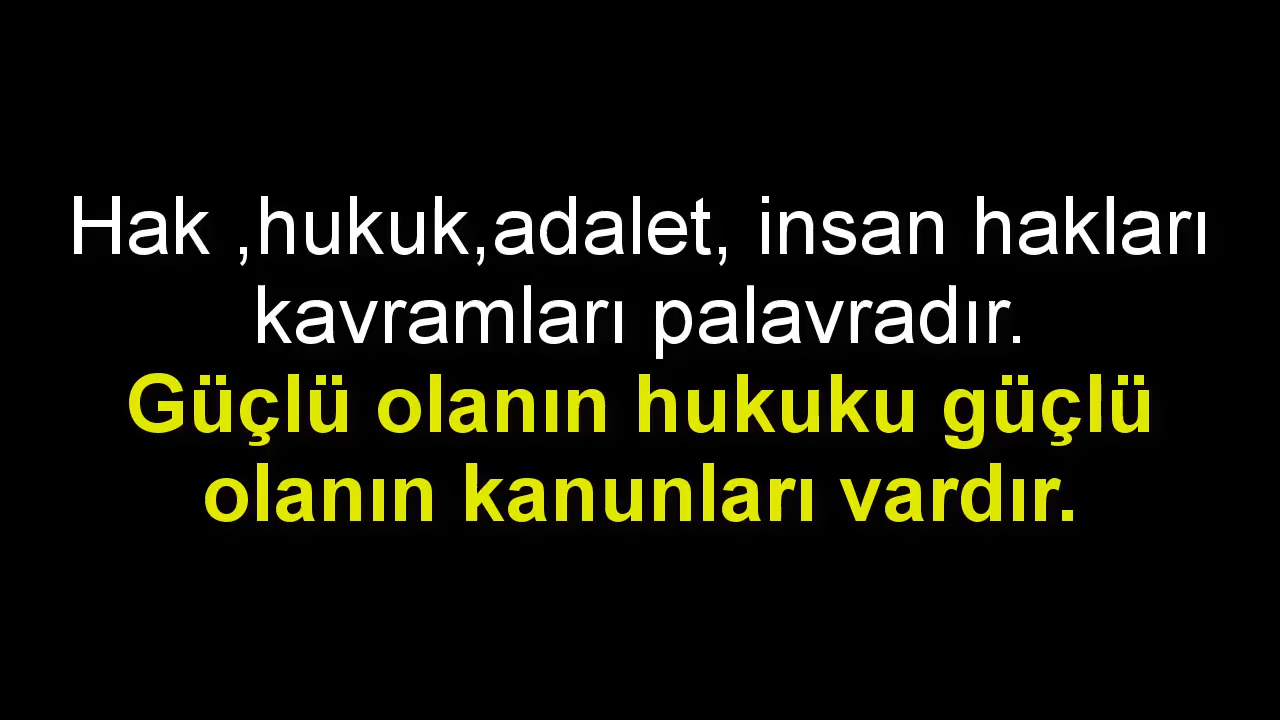 Hak ,hukuk,adalet, insan hakları
kavramları palavradır.
Güçlü olanın hukuku güçlü
olanın kanunları vardır.